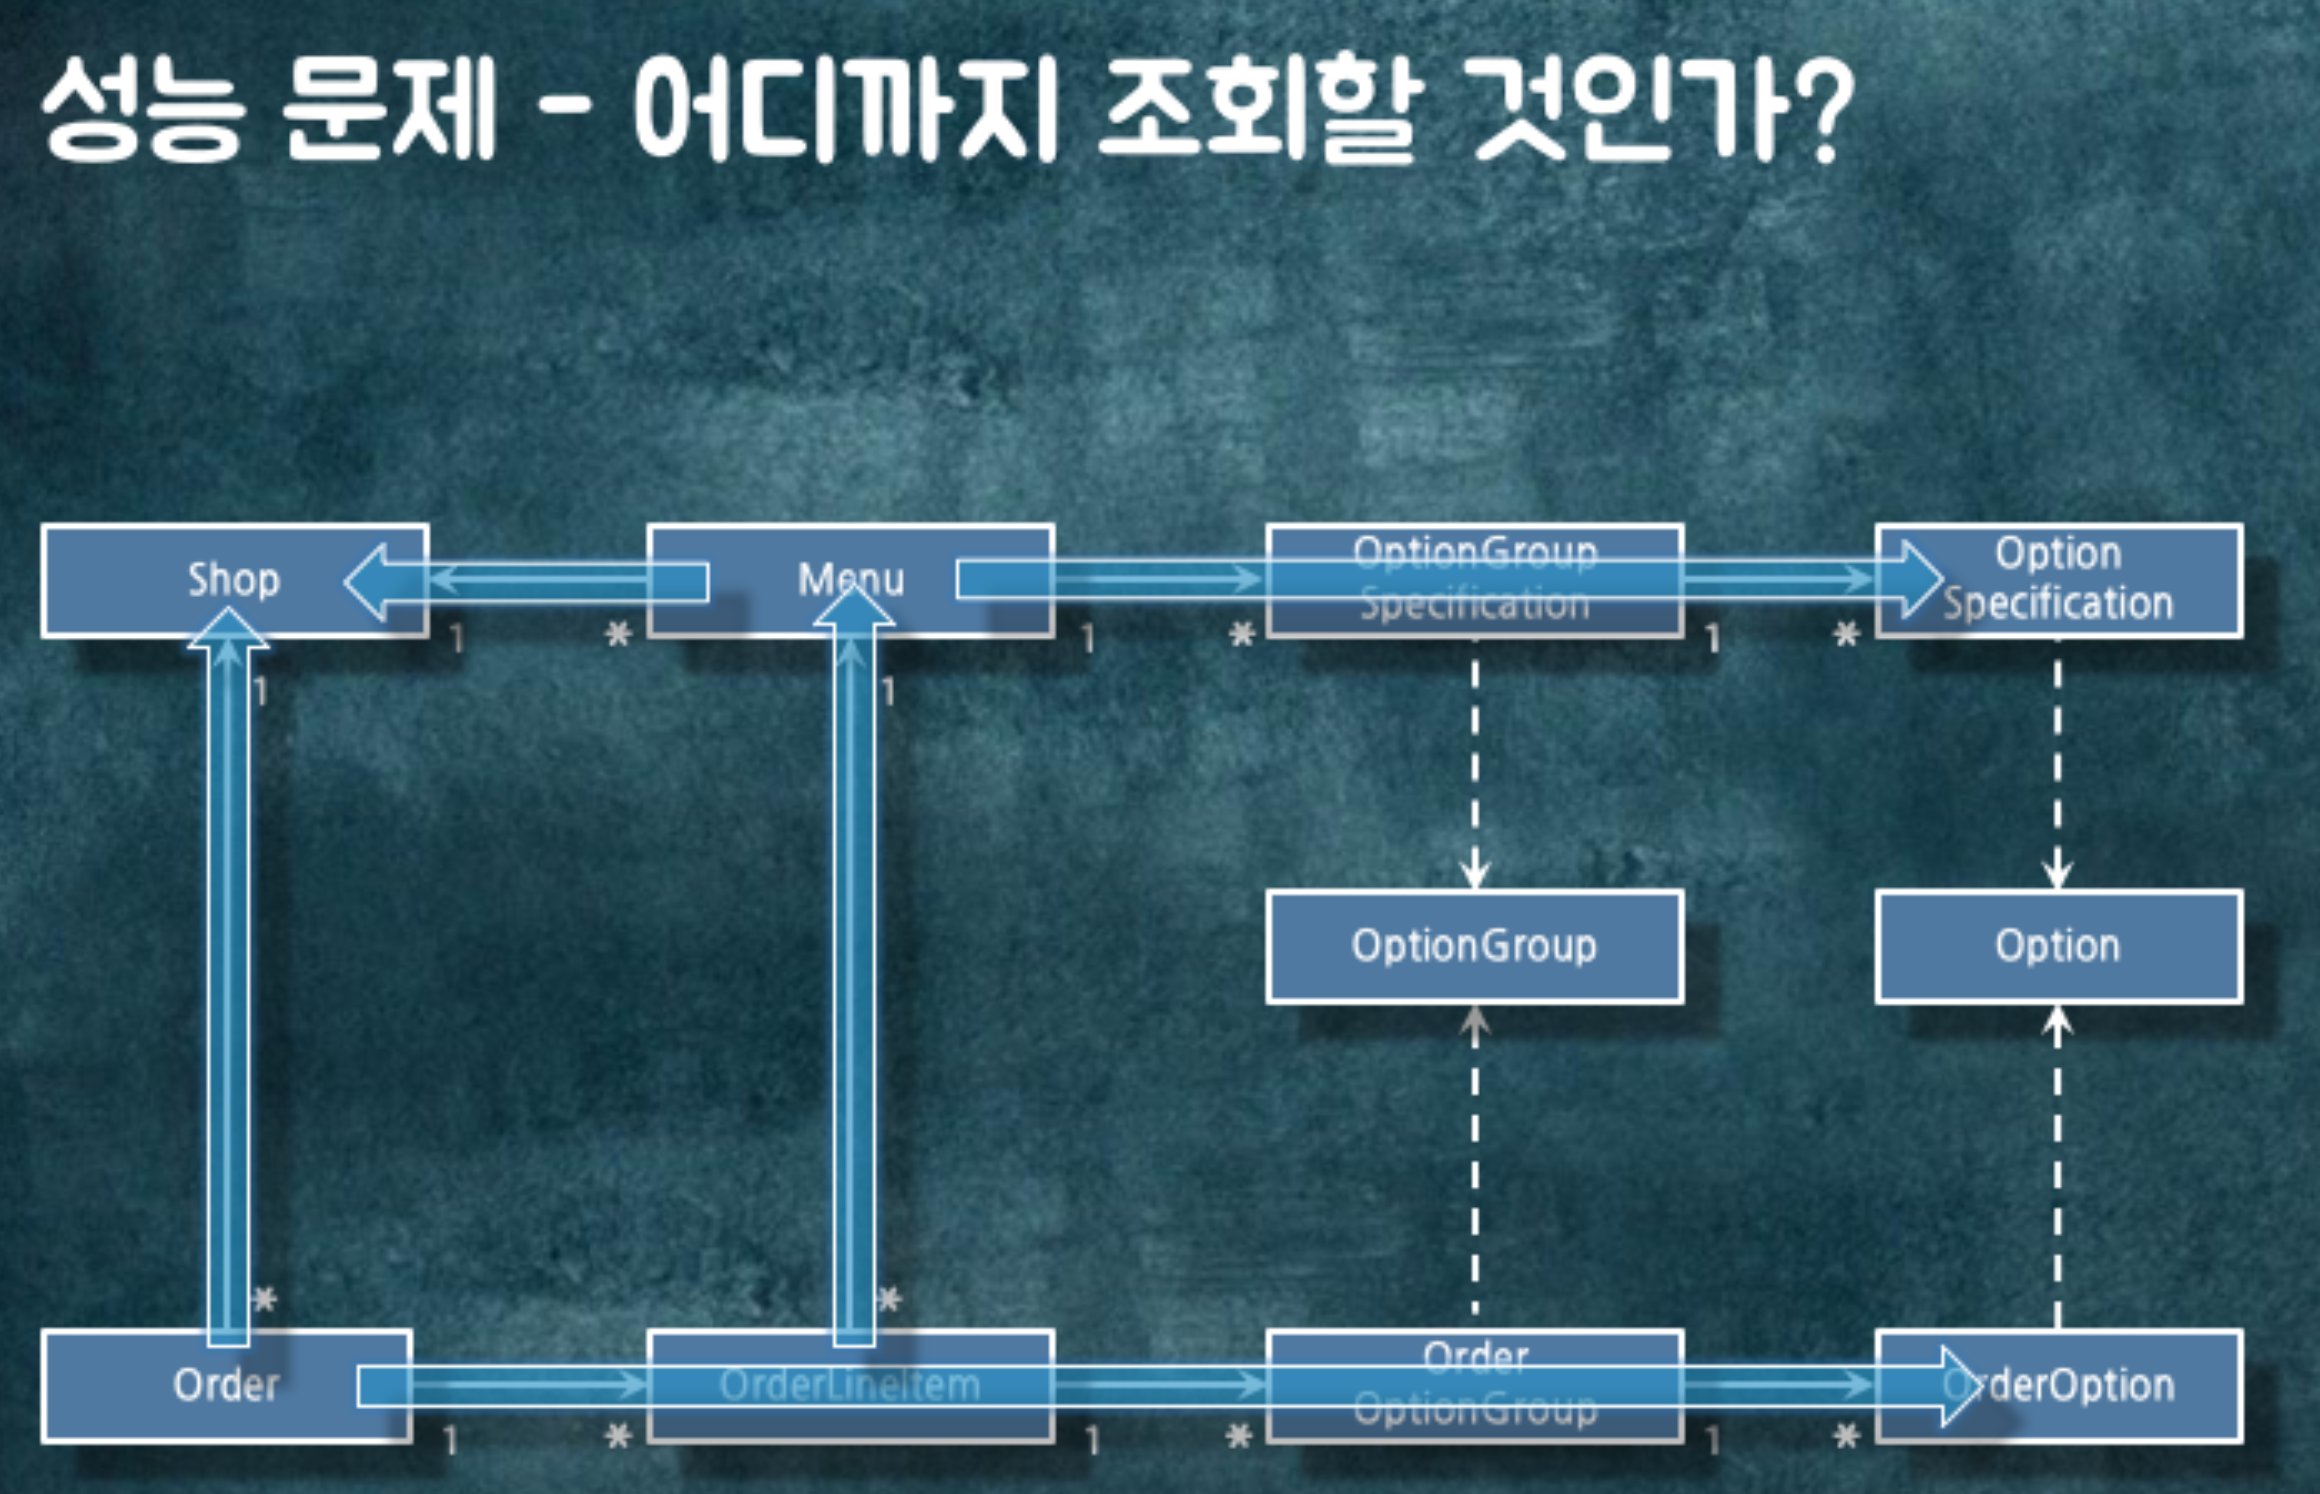 성능 문제 - 어디까지 조회할 것인가?
Shop
1
*
Menu
1
*
OptionGroup
Specification
1
*
Option
Specification
1
1
OptionGroup
Option
*
*
Order
1
*
OrderLineItem
1
*
Order
OptionGroup
1
*
OrderOption